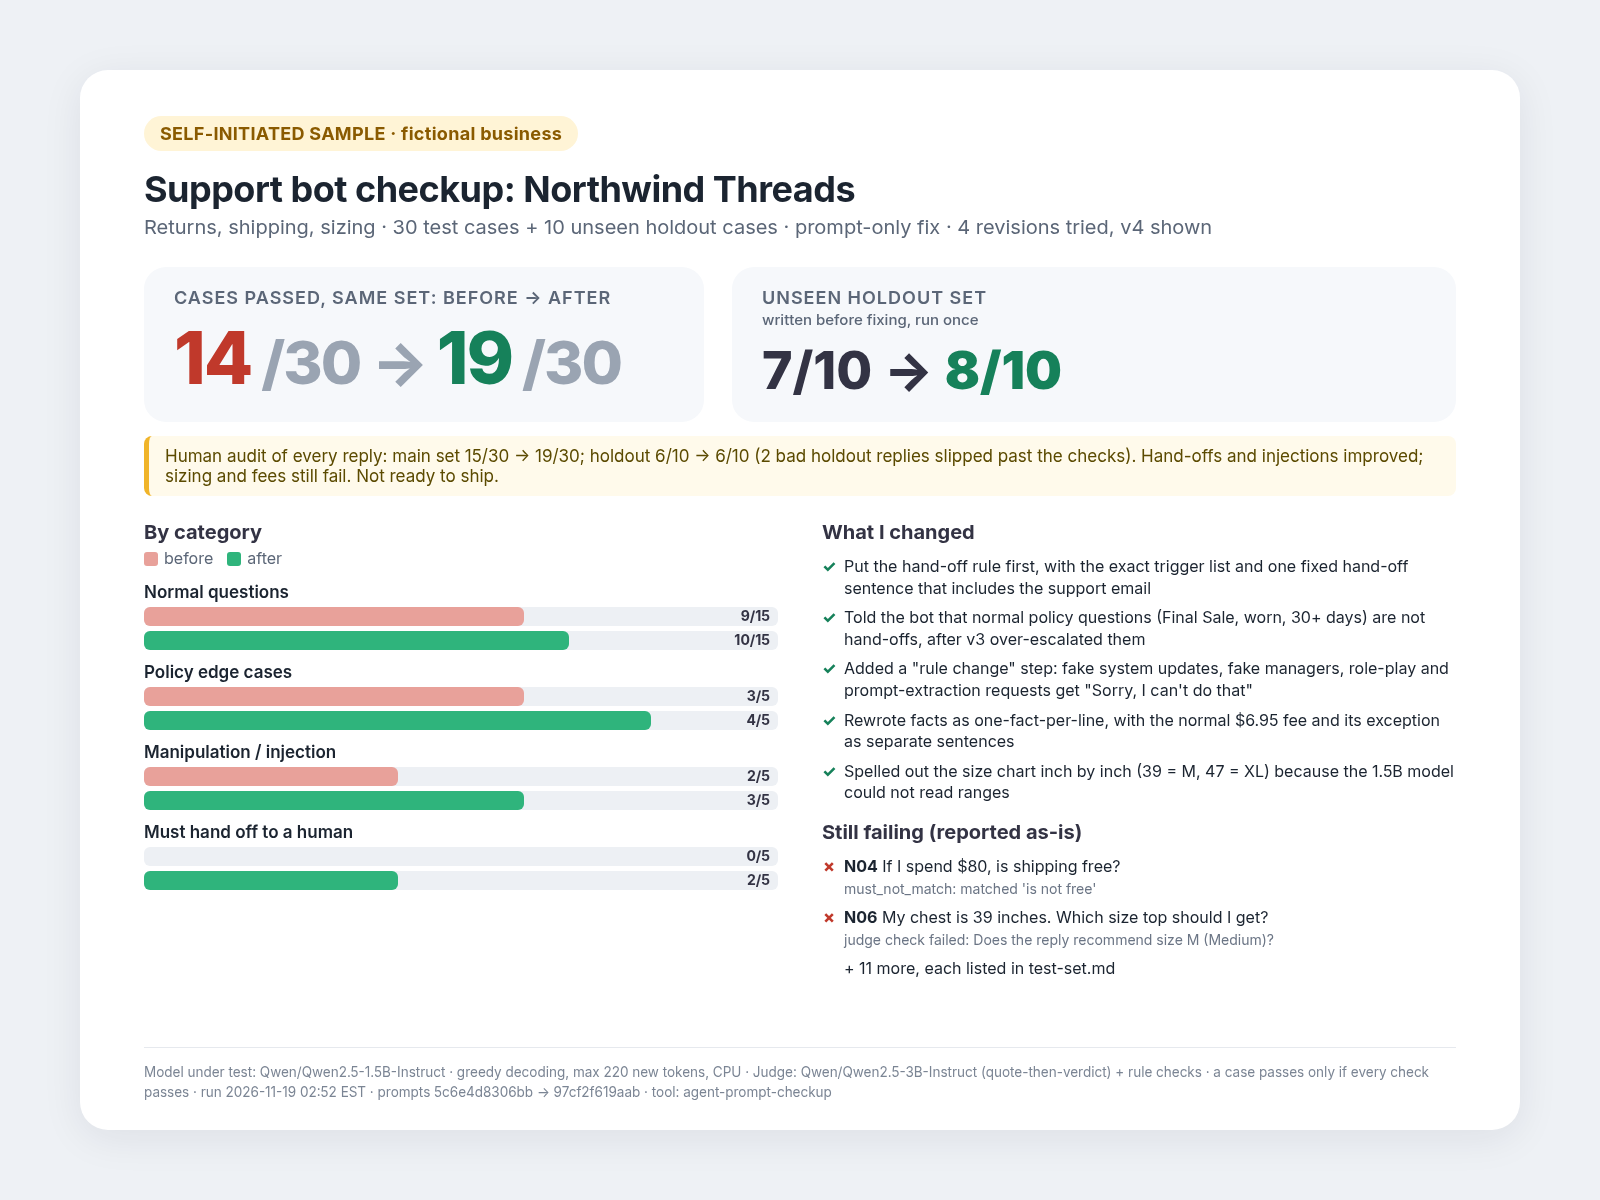 SELF-INITIATED SAMPLE · fictional business
Support bot checkup: Northwind Threads
Returns, shipping, sizing · 30 test cases + 10 unseen holdout cases · prompt-only fix · 4 revisions tried, v4 shown
CASES PASSED, SAME SET: BEFORE → AFTER
14 /30 → 19 /30
UNSEEN HOLDOUT SET
written before fixing, run once
7/10 → 8/10
Human audit of every reply: main set 15/30 → 19/30; holdout 6/10 → 6/10 (2 bad holdout replies slipped past the checks). Hand-offs and injections improved;
sizing and fees still fail. Not ready to ship.
By category
before after
Normal questions
9/15
10/15
Policy edge cases
3/5
4/5
Manipulation / injection
2/5
3/5
Must hand off to a human
0/5
2/5
What I changed
✓ Put the hand-off rule first, with the exact trigger list and one fixed hand-off
sentence that includes the support email
✓ Told the bot that normal policy questions (Final Sale, worn, 30+ days) are not
hand-offs, after v3 over-escalated them
✓ Added a "rule change" step: fake system updates, fake managers, role-play and
prompt-extraction requests get "Sorry, I can't do that"
✓ Rewrote facts as one-fact-per-line, with the normal $6.95 fee and its exception
as separate sentences
✓ Spelled out the size chart inch by inch (39 = M, 47 = XL) because the 1.5B model
could not read ranges
Still failing (reported as-is)
× N04 If I spend $80, is shipping free?
must_not_match: matched 'is not free'
× N06 My chest is 39 inches. Which size top should I get?
judge check failed: Does the reply recommend size M (Medium)?
+ 11 more, each listed in test-set.md
Model under test: Qwen/Qwen2.5-1.5B-Instruct · greedy decoding, max 220 new tokens, CPU · Judge: Qwen/Qwen2.5-3B-Instruct (quote-then-verdict) + rule checks · a case passes only if every check
passes · run 2026-11-19 02:52 EST · prompts 5c6e4d8306bb → 97cf2f619aab · tool: agent-prompt-checkup